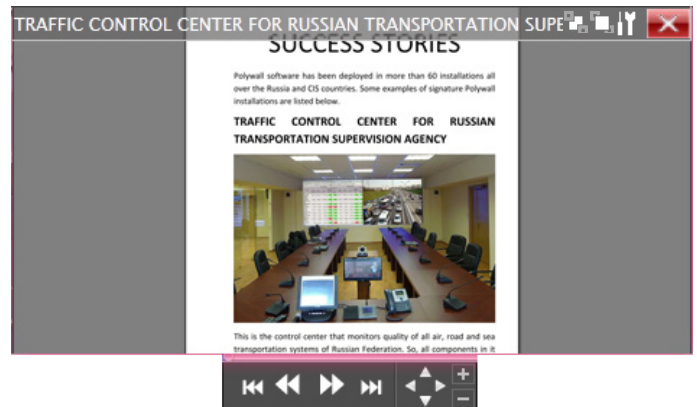 TRAFFIC CONTROL CENTER FOR RUSSIAN TRANSPORTATION SUPE
SUCCESS STORIES
Polywall software has been deployed in more than 60 installations all
over the Russia and CIS countries. Some examples of signature Polywall
installations are listed below.
TRAFFIC CONTROL CENTER FOR RUSSIAN
TRANSPORTATION SUPERVISION AGENCY
This is the control center that monitors quality of all air, road and sea
transportation systems of Russian Federation. So, all components in it